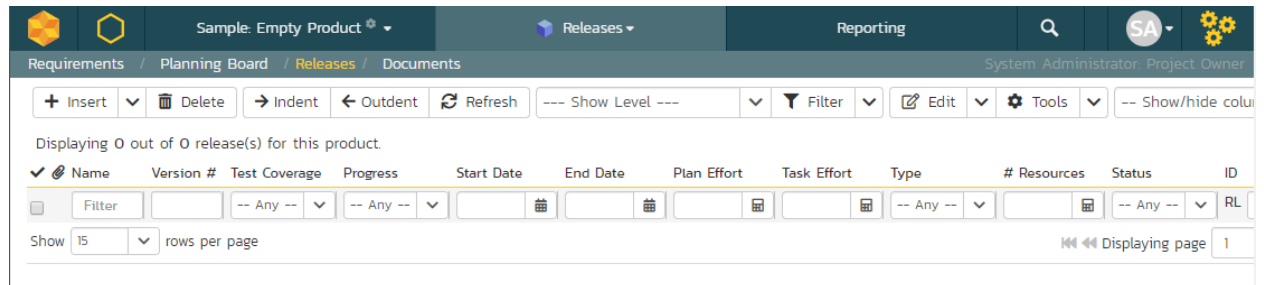 Sample: Empty Product Releases Reporting SA
Requirements / Planning Board / Releases / Documents System Administrator: Project Owner
Insert Delete Indent Outdent Refresh --- Show Level --- Filter Edit Tools -- Show/hide colu
Displaying 0 out of 0 release(s) for this product.
Name Version # Test Coverage Progress Start Date End Date Plan Effort Task Effort Type # Resources Status ID
Filter -- Any -- -- Any -- -- Any -- -- Any -- RL
Show 15 rows per page Displaying page 1